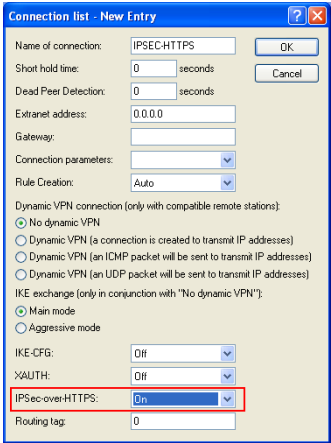 Connection list - New Entry
Name of connection: IPSEC-HTTPS OK
Short hold time: 0 seconds Cancel
Dead Peer Detection: 0 seconds
Extranet address: 0.0.0.0
Gateway:
Connection parameters:
Rule Creation: Auto
Dynamic VPN connection (only with compatible remote stations):
No dynamic VPN
Dynamic VPN (a connection is created to transmit IP addresses)
Dynamic VPN (an ICMP packet will be sent to transmit IP addresses)
Dynamic VPN (an UDP packet will be sent to transmit IP addresses)
IKE exchange (only in conjunction with "No dynamic VPN"):
Main mode
Aggressive mode
IKE-CFG: Off
XAUTH: Off
IPSec-over-HTTPS: On
Routing tag: 0